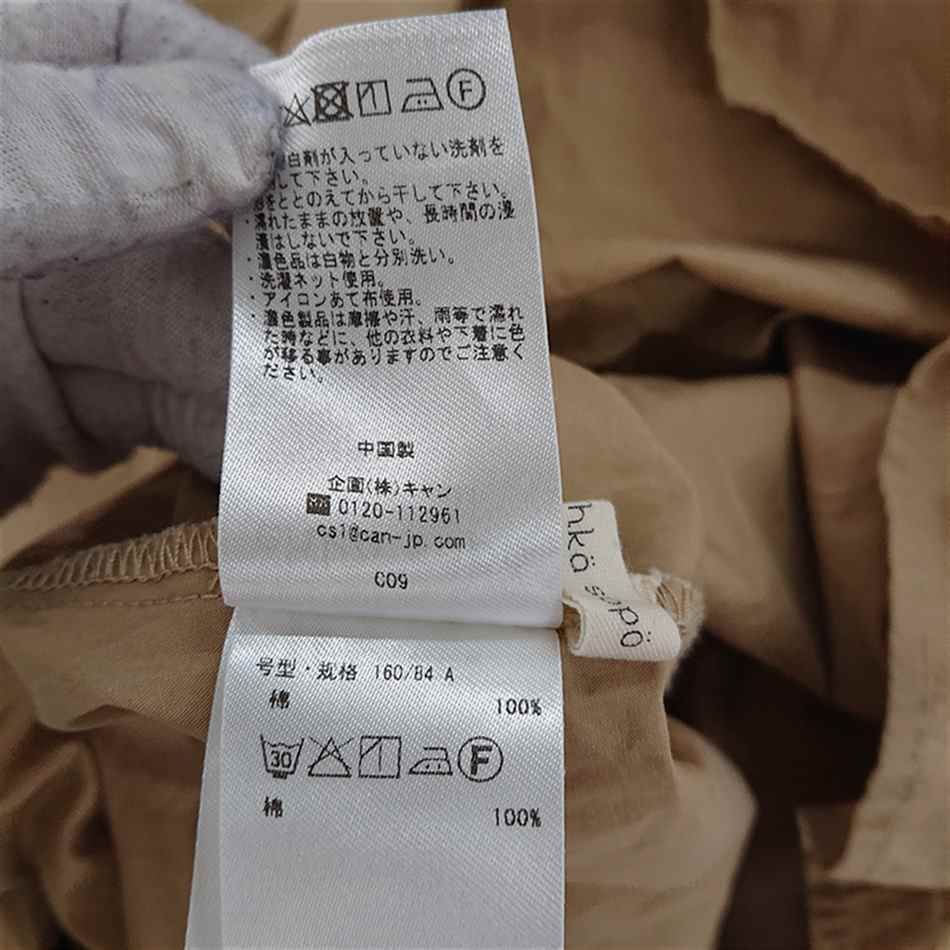 F
白剤が入っていない洗剤を
して下さい。
をととのえてから干して下さい。
・濡れたままの放置や、長時間の浸
漬はしないで下さい。
・濃色品は白物と分別洗い。
・洗濯ネット使用。
・アイロンあて布使用。
・濃色製品は摩擦や汗、雨等で濡れ
た時などに、他の衣料や下着に色
が移る事がありますのでご注意く
ださい。
中国製
企画(株)キャン
0120-112961
cs1@can-jp.com
C09
hkä sopö
号型・规格 160/84 A
棉 100%
30 F
棉 100%